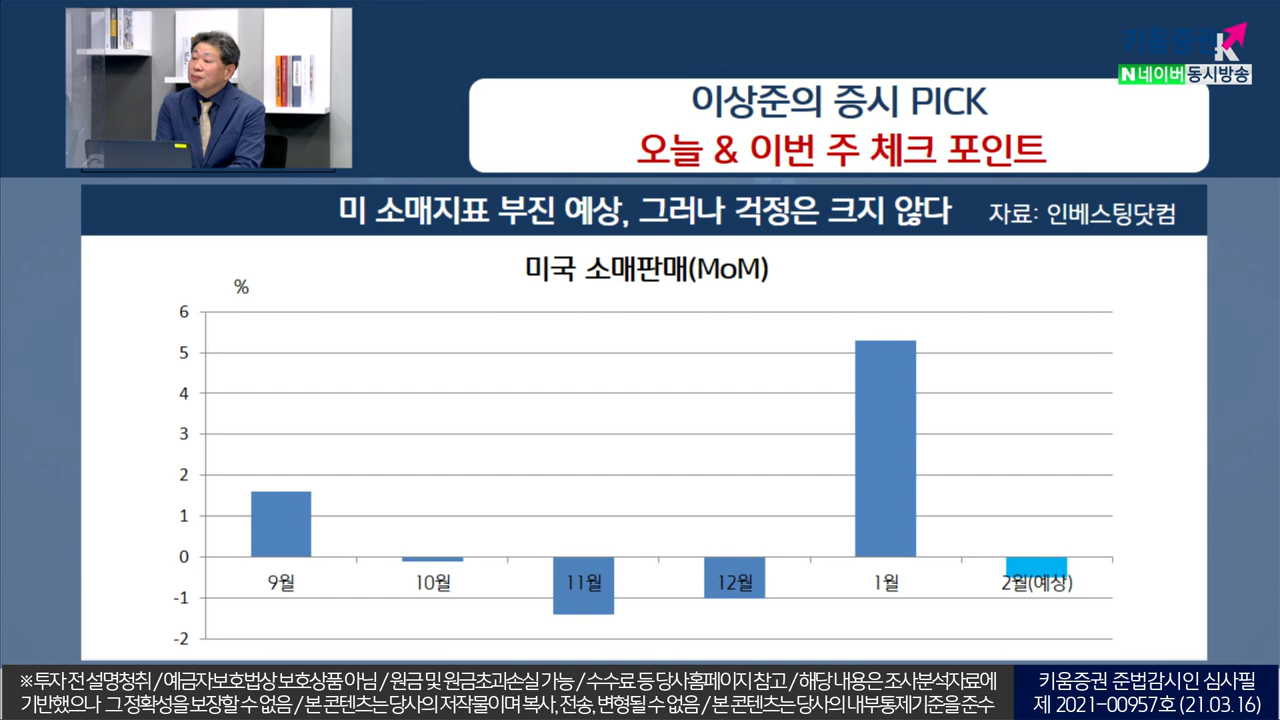 키움증권
N 네이버 동시방송
이상준의 증시 PICK
오늘 & 이번 주 체크 포인트
미 소매지표 부진 예상, 그러나 걱정은 크지 않다 자료: 인베스팅닷컴
미국 소매판매(MoM)
%
6
5
4
3
2
1
0
-1
-2
9월 10월 11월 12월 1월 2월(예상)
※ 투자 전 설명청취 / 예금자보호법상 보호상품 아님 / 원금 및 원금초과손실 가능 / 수수료 등 당사홈페이지 참고 / 해당 내용은 조사분석자료에
기반했으나 그 정확성을 보장할 수 없음 / 본 콘텐츠는 당사의 저작물이며 복사, 전송, 변형될 수 없음 / 본 콘텐츠는 당사의 내부통제기준을 준수
키움증권 준법감시인 심사필
제 2021-00957호 (21.03.16)